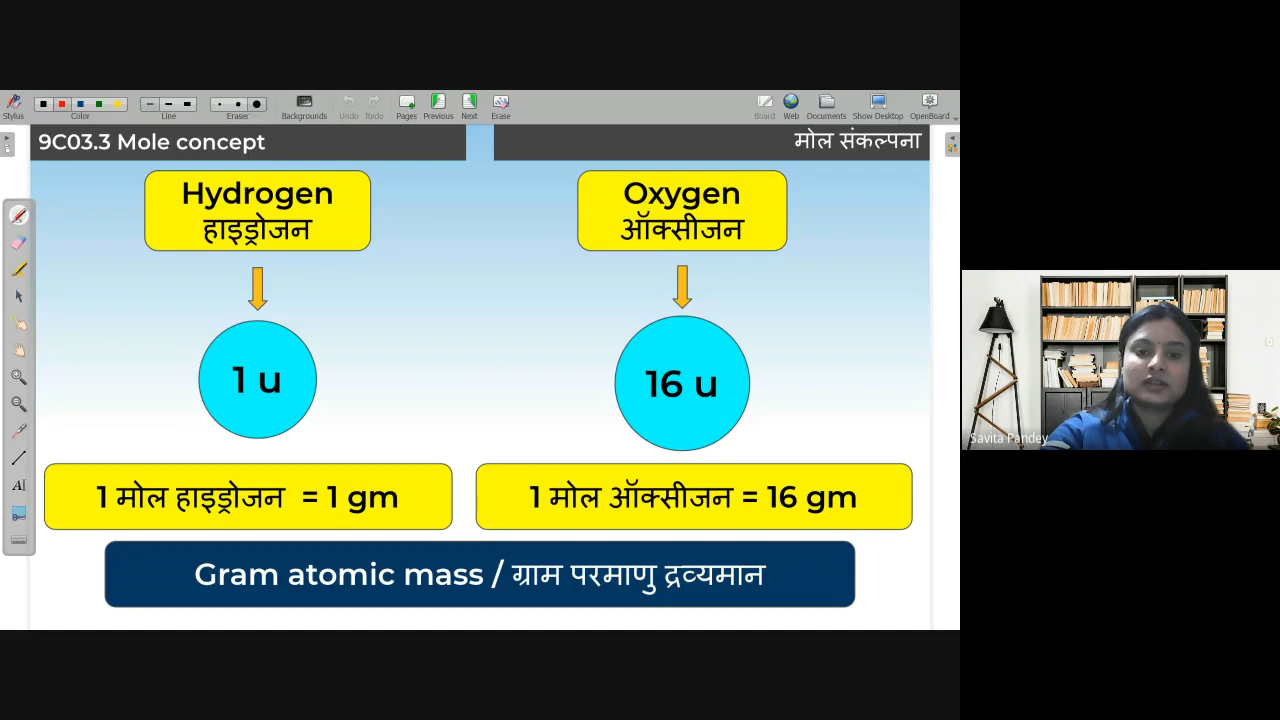 Stylus
Color
Line
Eraser
Backgrounds
Undo
Redo
Pages
Previous
Next
Erase
Board
Web
Documents
Show Desktop
OpenBoard
9C03.3 Mole concept
मोल संकल्पना
Hydrogen
हाइड्रोजन
Oxygen
ऑक्सीजन
1 u
16 u
1 मोल हाइड्रोजन = 1 gm
1 मोल ऑक्सीजन = 16 gm
Gram atomic mass / ग्राम परमाणु द्रव्यमान
Savita Pandey